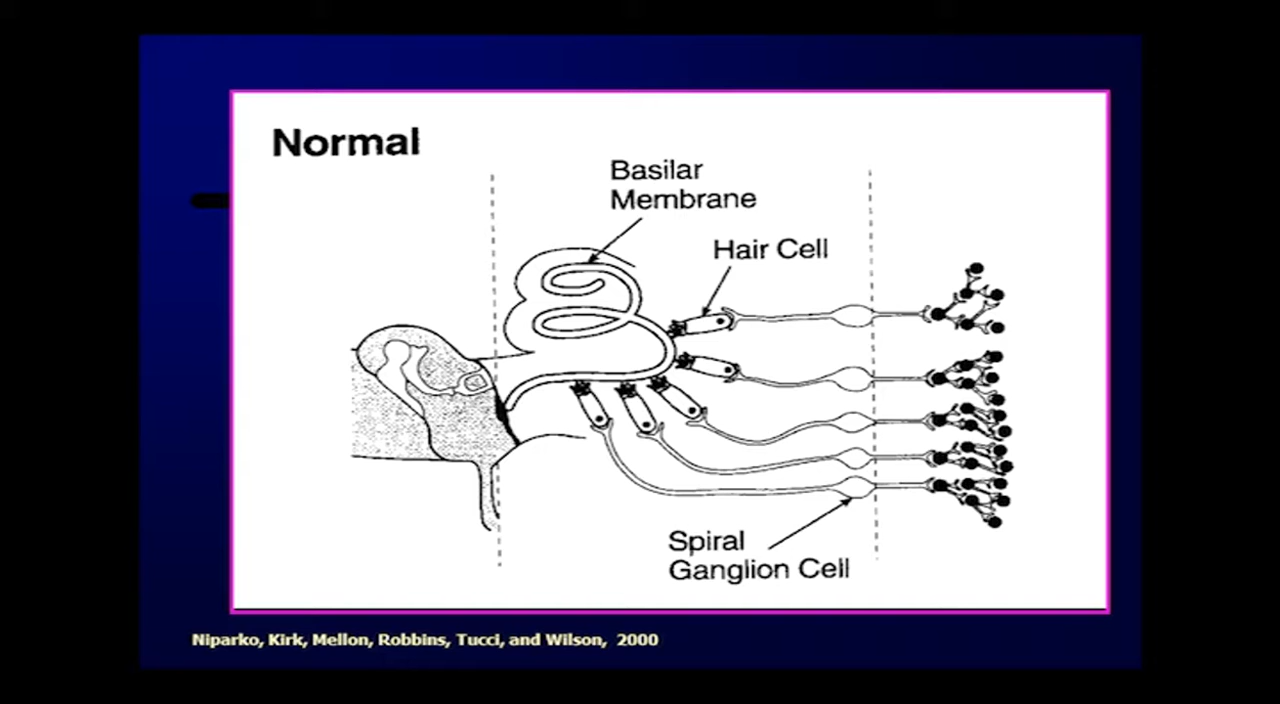 Normal
Basilar
Membrane
Hair Cell
Spiral
Ganglion Cell
Niparko, Kirk, Mellon, Robbins, Tucci, and Wilson, 2000